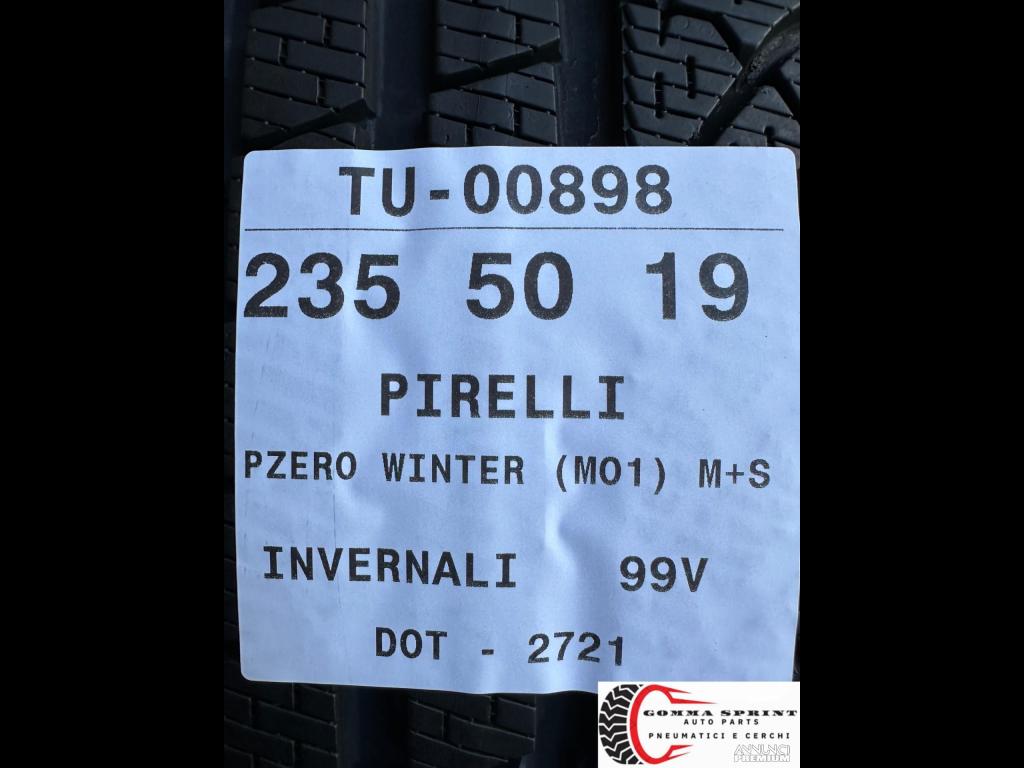 TU-00898
235 50 19
PIRELLI
PZERO WINTER (MO1) M+S
INVERNALI 99V
DOT - 2721
GOMMA SPRINT
AUTO PARTS
PNEUMATICI E CERCHI
ANNUNCI
PREMIUM